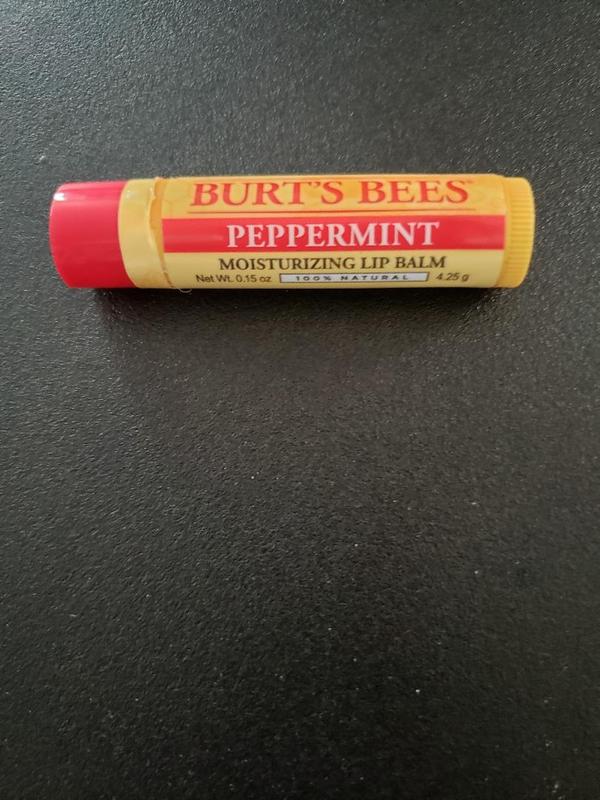 BURT'S BEES®
PEPPERMINT
MOISTURIZING LIP BALM
Net Wt. 0.15 oz 100% NATURAL 4.25 g